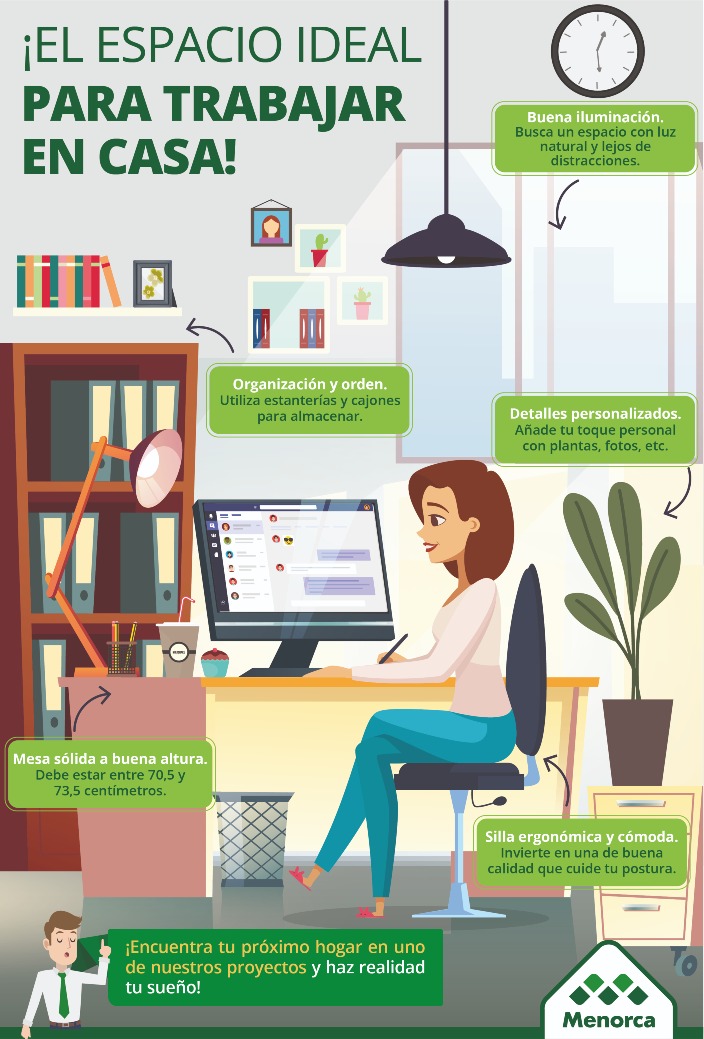 ¡EL ESPACIO IDEAL
PARA TRABAJAR
EN CASA!
Buena iluminación.
Busca un espacio con luz
natural y lejos de
distracciones.
Organización y orden.
Utiliza estanterías y cajones
para almacenar.
Detalles personalizados.
Añade tu toque personal
con plantas, fotos, etc.
Mesa sólida a buena altura.
Debe estar entre 70,5 y
73,5 centímetros.
Silla ergonómica y cómoda.
Invierte en una de buena
calidad que cuide tu postura.
¡Encuentra tu próximo hogar en uno
de nuestros proyectos y haz realidad
tu sueño!
Menorca